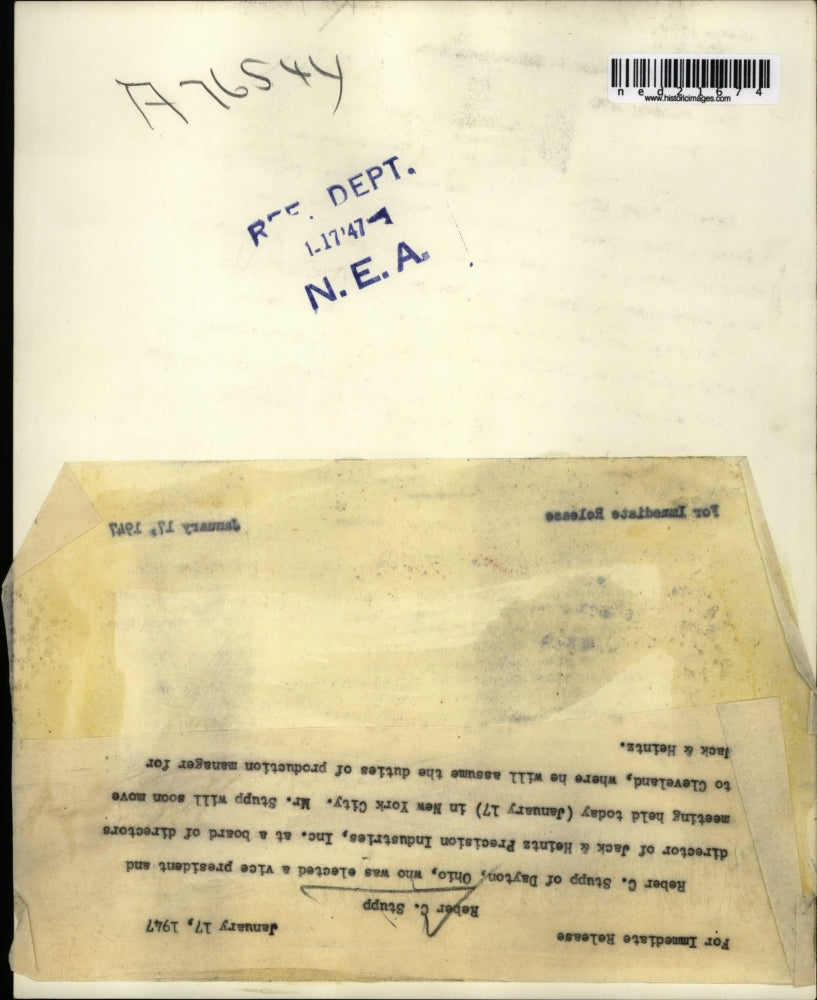 A76544
ned21674
www.historicimages.com
DEPT.
1-17'47
N.E.A.
For Immediate Release January 17, 1947
For Immediate Release January 17, 1947
Reber C. Stupp
Reber C. Stupp of Dayton, Ohio, who was elected a vice president and
director of Jack & Heintz Precision Industries, Inc. at a board of directors
meeting held today (January 17) in New York City. Mr. Stupp will soon move
to Cleveland, where he will assume the duties of production manager for
Jack & Heintz.